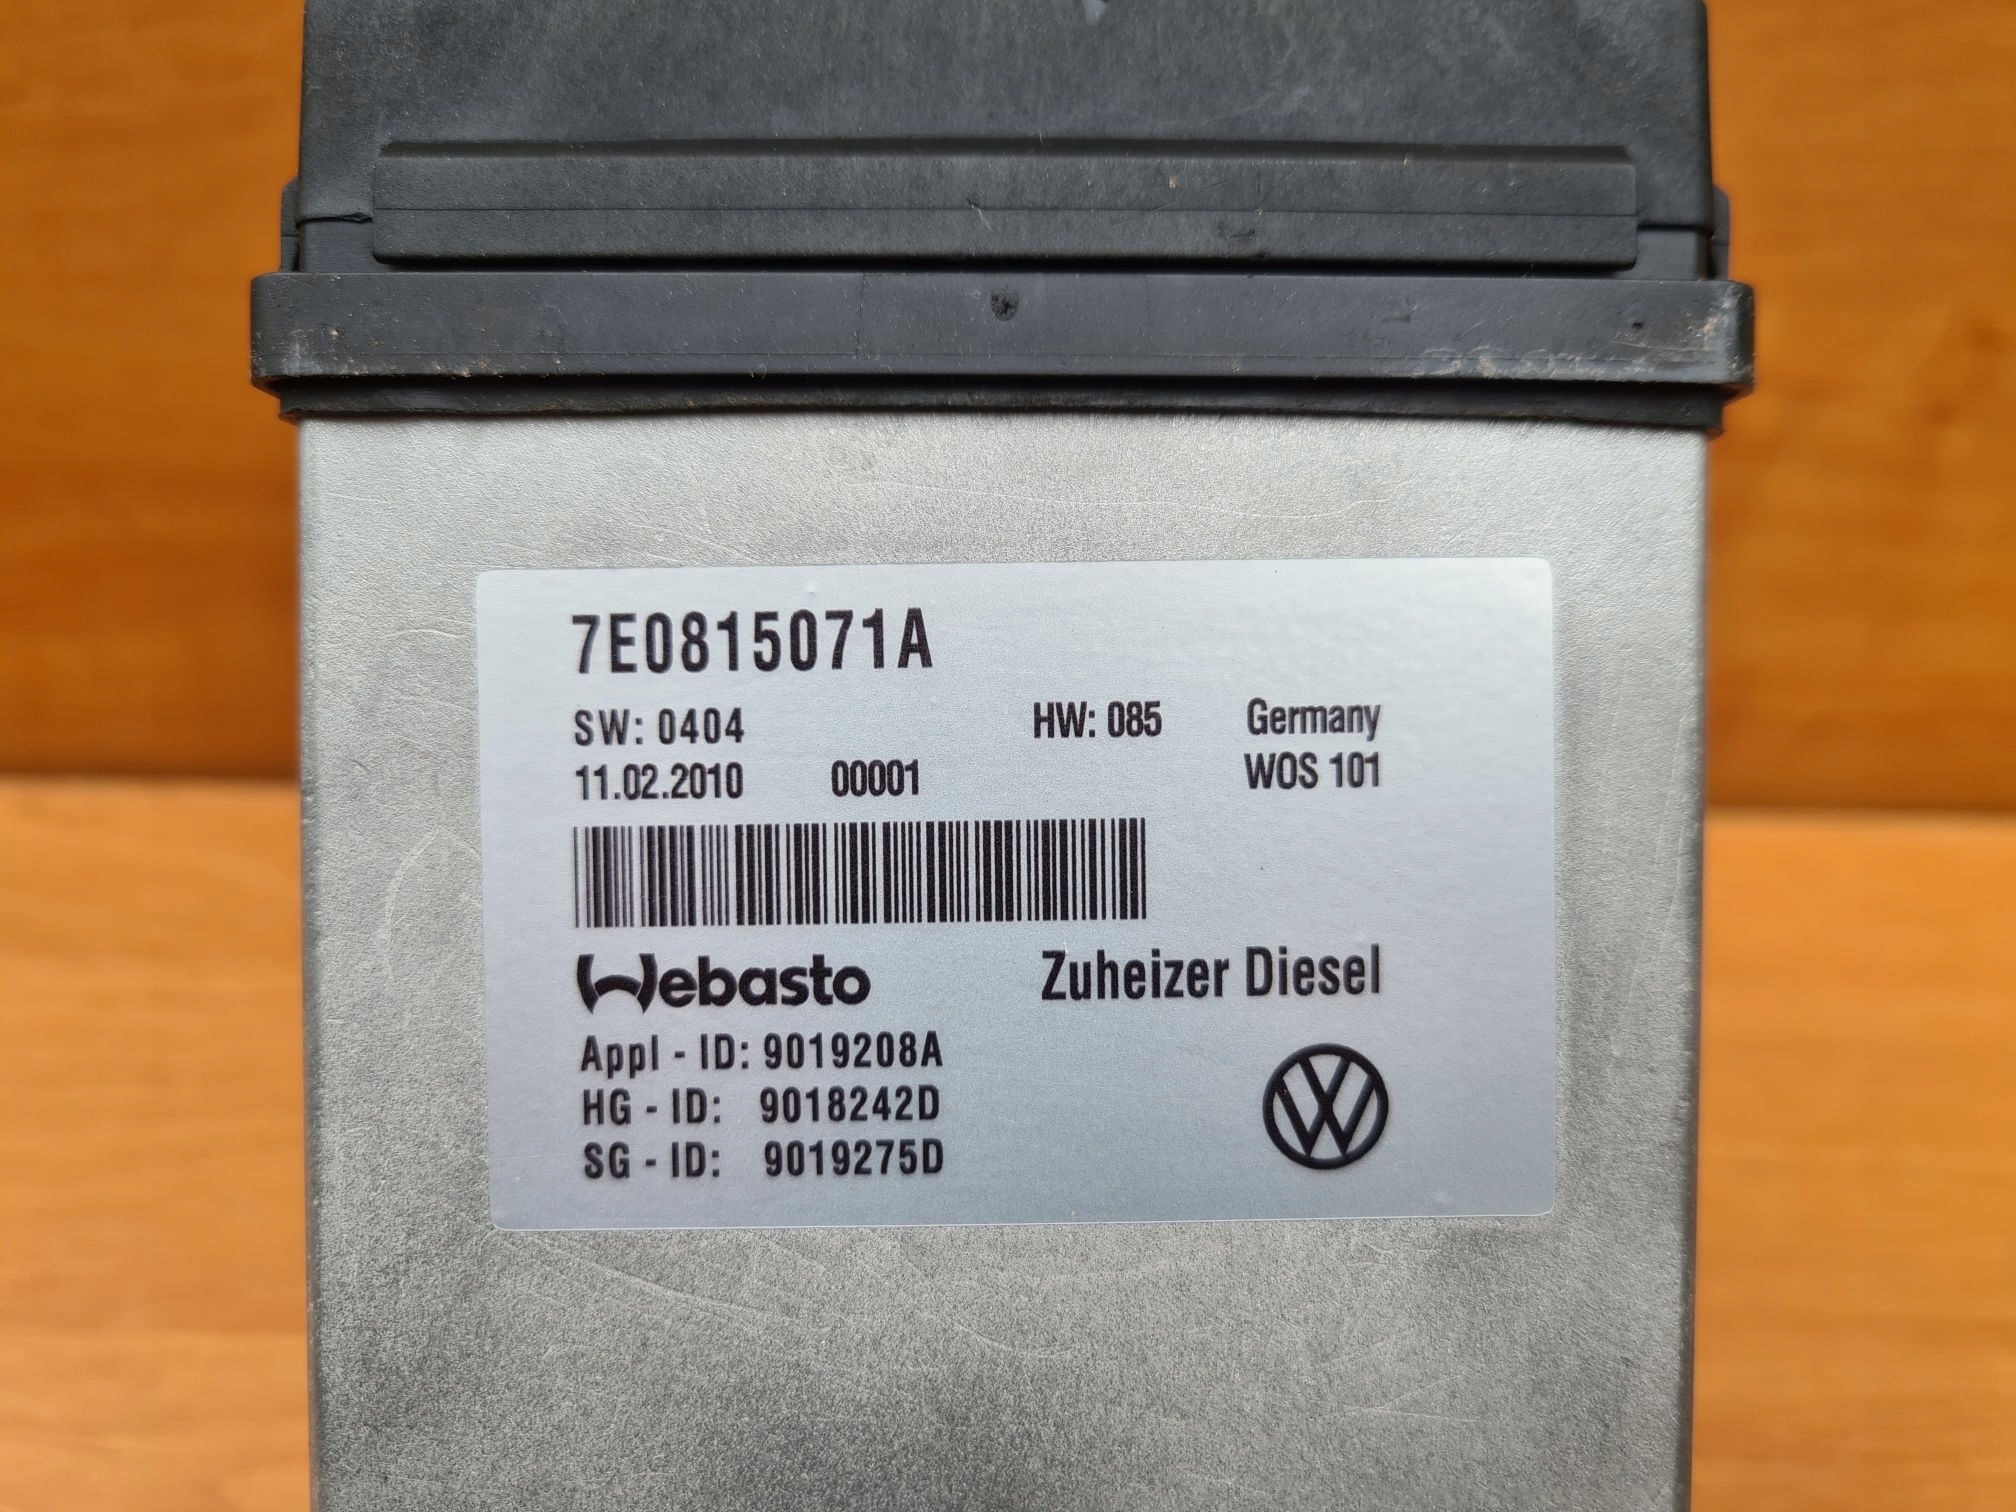 7E0815071A
SW: 0404 HW: 085 Germany
11.02.2010 00001 WOS 101
Webasto Zuheizer Diesel
Appl - ID: 9019208A
HG - ID: 9018242D
SG - ID: 9019275D